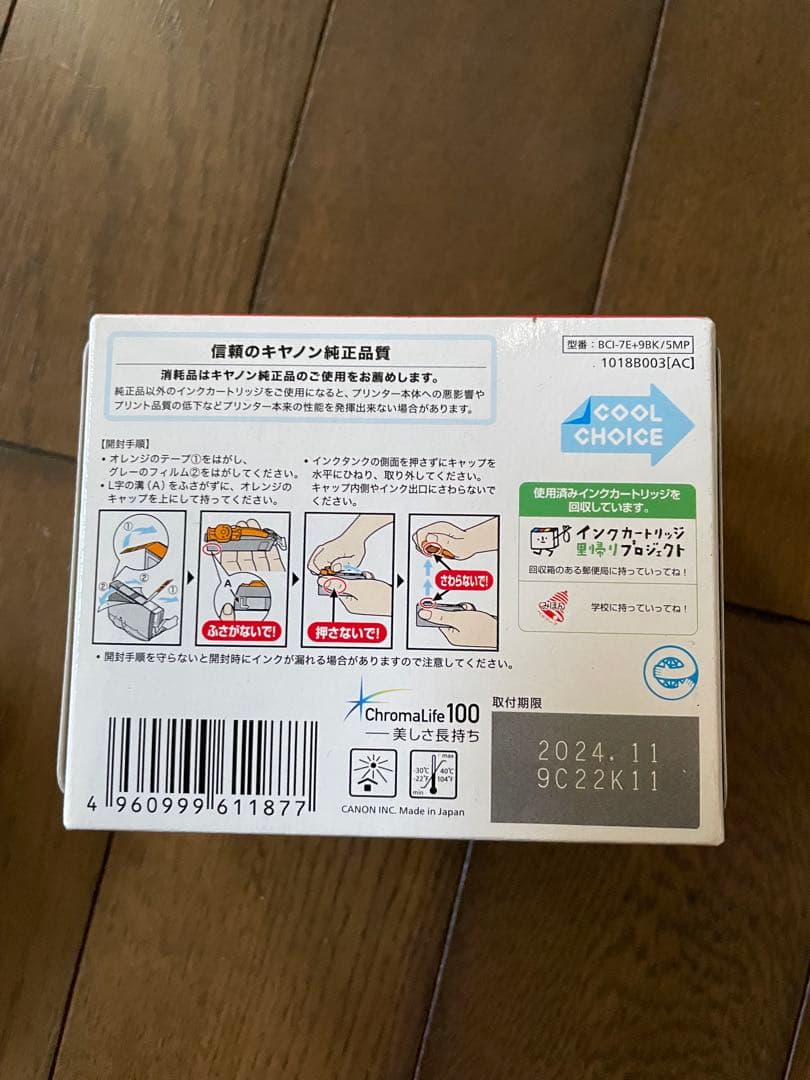 信頼のキヤノン純正品質
消耗品はキヤノン純正品のご使用をお薦めします。
純正品以外のインクカートリッジをご使用になると、プリンター本体への悪影響や
プリント品質の低下などプリンター本来の性能を発揮出来ない場合があります。
型番：BCI-7E+9BK/5MP
1018B003[AC]
COOL
CHOICE
【開封手順】
・オレンジのテープ①をはがし、
グレーのフィルム②をはがしてください。
・L字の溝（A）をふさがずに、オレンジの
キャップを上にして持ってください。
・インクタンクの側面を押さずにキャップを
水平にひねり、取り外してください。
キャップ内側やインク出口にさわらないで
ください。
①
② ② ①
A
ふさがないで！
押さないで！
さわらないで！
・開封手順を守らないと開封時にインクが漏れる場合がありますので注意してください。
使用済みインクカートリッジを
回収しています。
インクカートリッジ
里帰りプロジェクト
回収箱のある郵便局に持っていってね！
みほん
学校に持っていってね！
ChromaLife100
美しさ長持ち
max
-30℃ 40℃
-22°F 104°F
min
CANON INC. Made in Japan
取付期限
2024.11
9C22K11
4 960999 611877